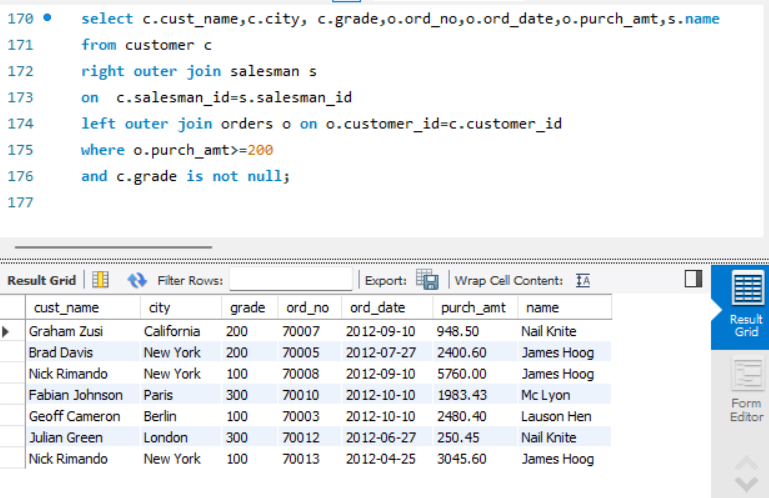 170 select c.cust_name,c.city, c.grade,o.ord_no,o.ord_date,o.purch_amt,s.name
171 from customer c
172 right outer join salesman s
173 on  c.salesman_id=s.salesman_id
174 left outer join orders o on o.customer_id=c.customer_id
175 where o.purch_amt>=200
176 and c.grade is not null;
177
Result Grid Filter Rows: Export: Wrap Cell Content: IA
cust_name city grade ord_no ord_date purch_amt name
Graham Zusi California 200 70007 2012-09-10 948.50 Nail Knite
Brad Davis New York 200 70005 2012-07-27 2400.60 James Hoog
Nick Rimando New York 100 70008 2012-09-10 5760.00 James Hoog
Fabian Johnson Paris 300 70010 2012-10-10 1983.43 Mc Lyon
Geoff Cameron Berlin 100 70003 2012-10-10 2480.40 Lauson Hen
Julian Green London 300 70012 2012-06-27 250.45 Nail Knite
Nick Rimando New York 100 70013 2012-04-25 3045.60 James Hoog
Result
Grid
Form
Editor